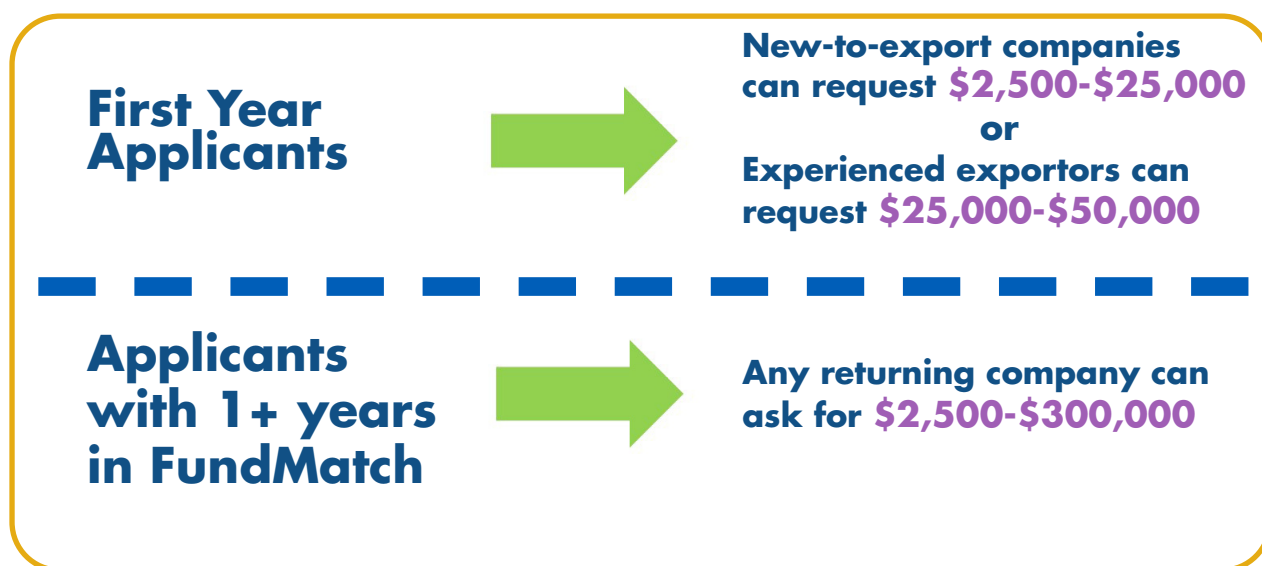 First Year
Applicants
New-to-export companies
can request $2,500-$25,000
or
Experienced exportors can
request $25,000-$50,000
Applicants
with 1+ years
in FundMatch
Any returning company can
ask for $2,500-$300,000